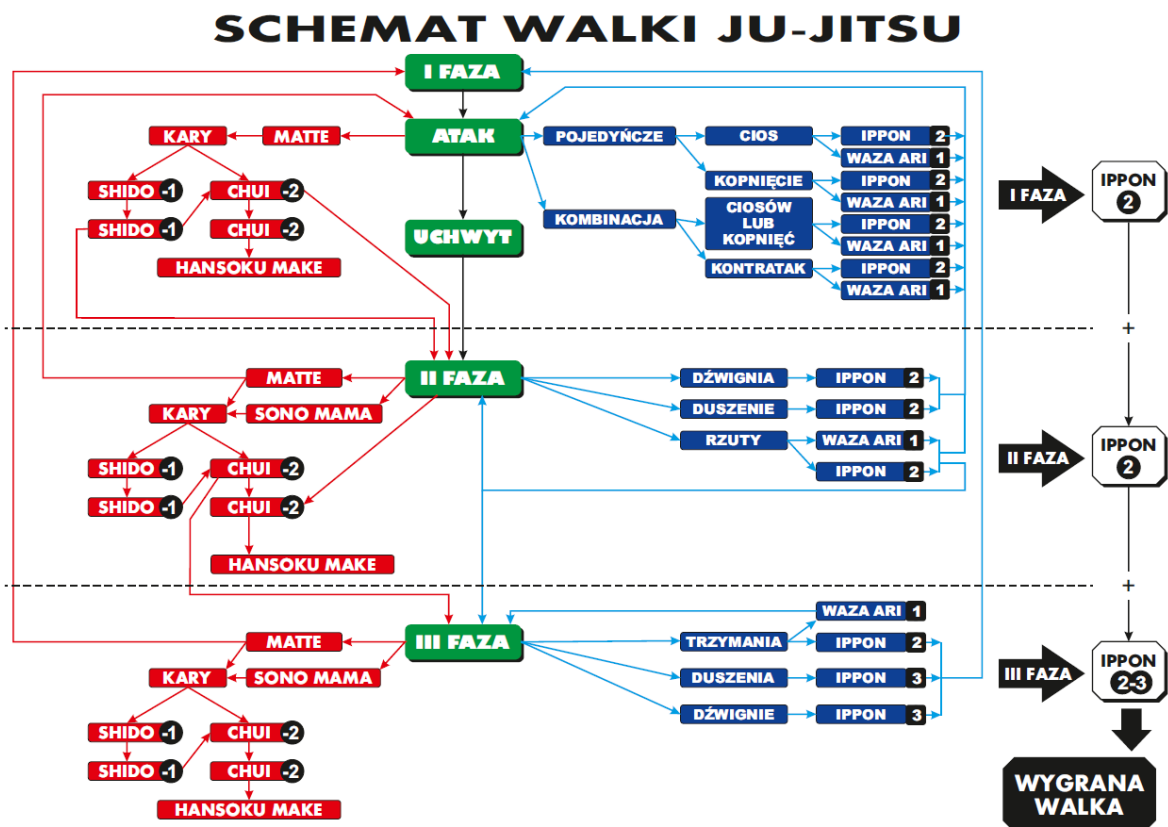 SCHEMAT WALKI JU-JITSU
I FAZA
ATAK
UCHWYT
MATTE
KARY
SHIDO -1
CHUI -2
SHIDO -1
CHUI -2
HANSOKU MAKE
POJEDYŃCZE
CIOS
IPPON 2
WAZA ARI 1
KOPNIĘCIE
IPPON 2
WAZA ARI 1
KOMBINACJA
CIOSÓW
LUB
KOPNIĘĆ
IPPON 2
WAZA ARI 1
KONTRATAK
IPPON 2
WAZA ARI 1
I FAZA
IPPON
2
+
II FAZA
MATTE
KARY
SONO MAMA
SHIDO -1
CHUI -2
SHIDO -1
CHUI -2
HANSOKU MAKE
DŹWIGNIA
IPPON 2
DUSZENIE
IPPON 2
RZUTY
WAZA ARI 1
IPPON 2
II FAZA
IPPON
2
+
III FAZA
MATTE
KARY
SONO MAMA
SHIDO -1
CHUI -2
SHIDO -1
CHUI -2
HANSOKU MAKE
WAZA ARI 1
TRZYMANIA
IPPON 2
DUSZENIA
IPPON 3
DŹWIGNIE
IPPON 3
III FAZA
IPPON
2-3
WYGRANA
WALKA